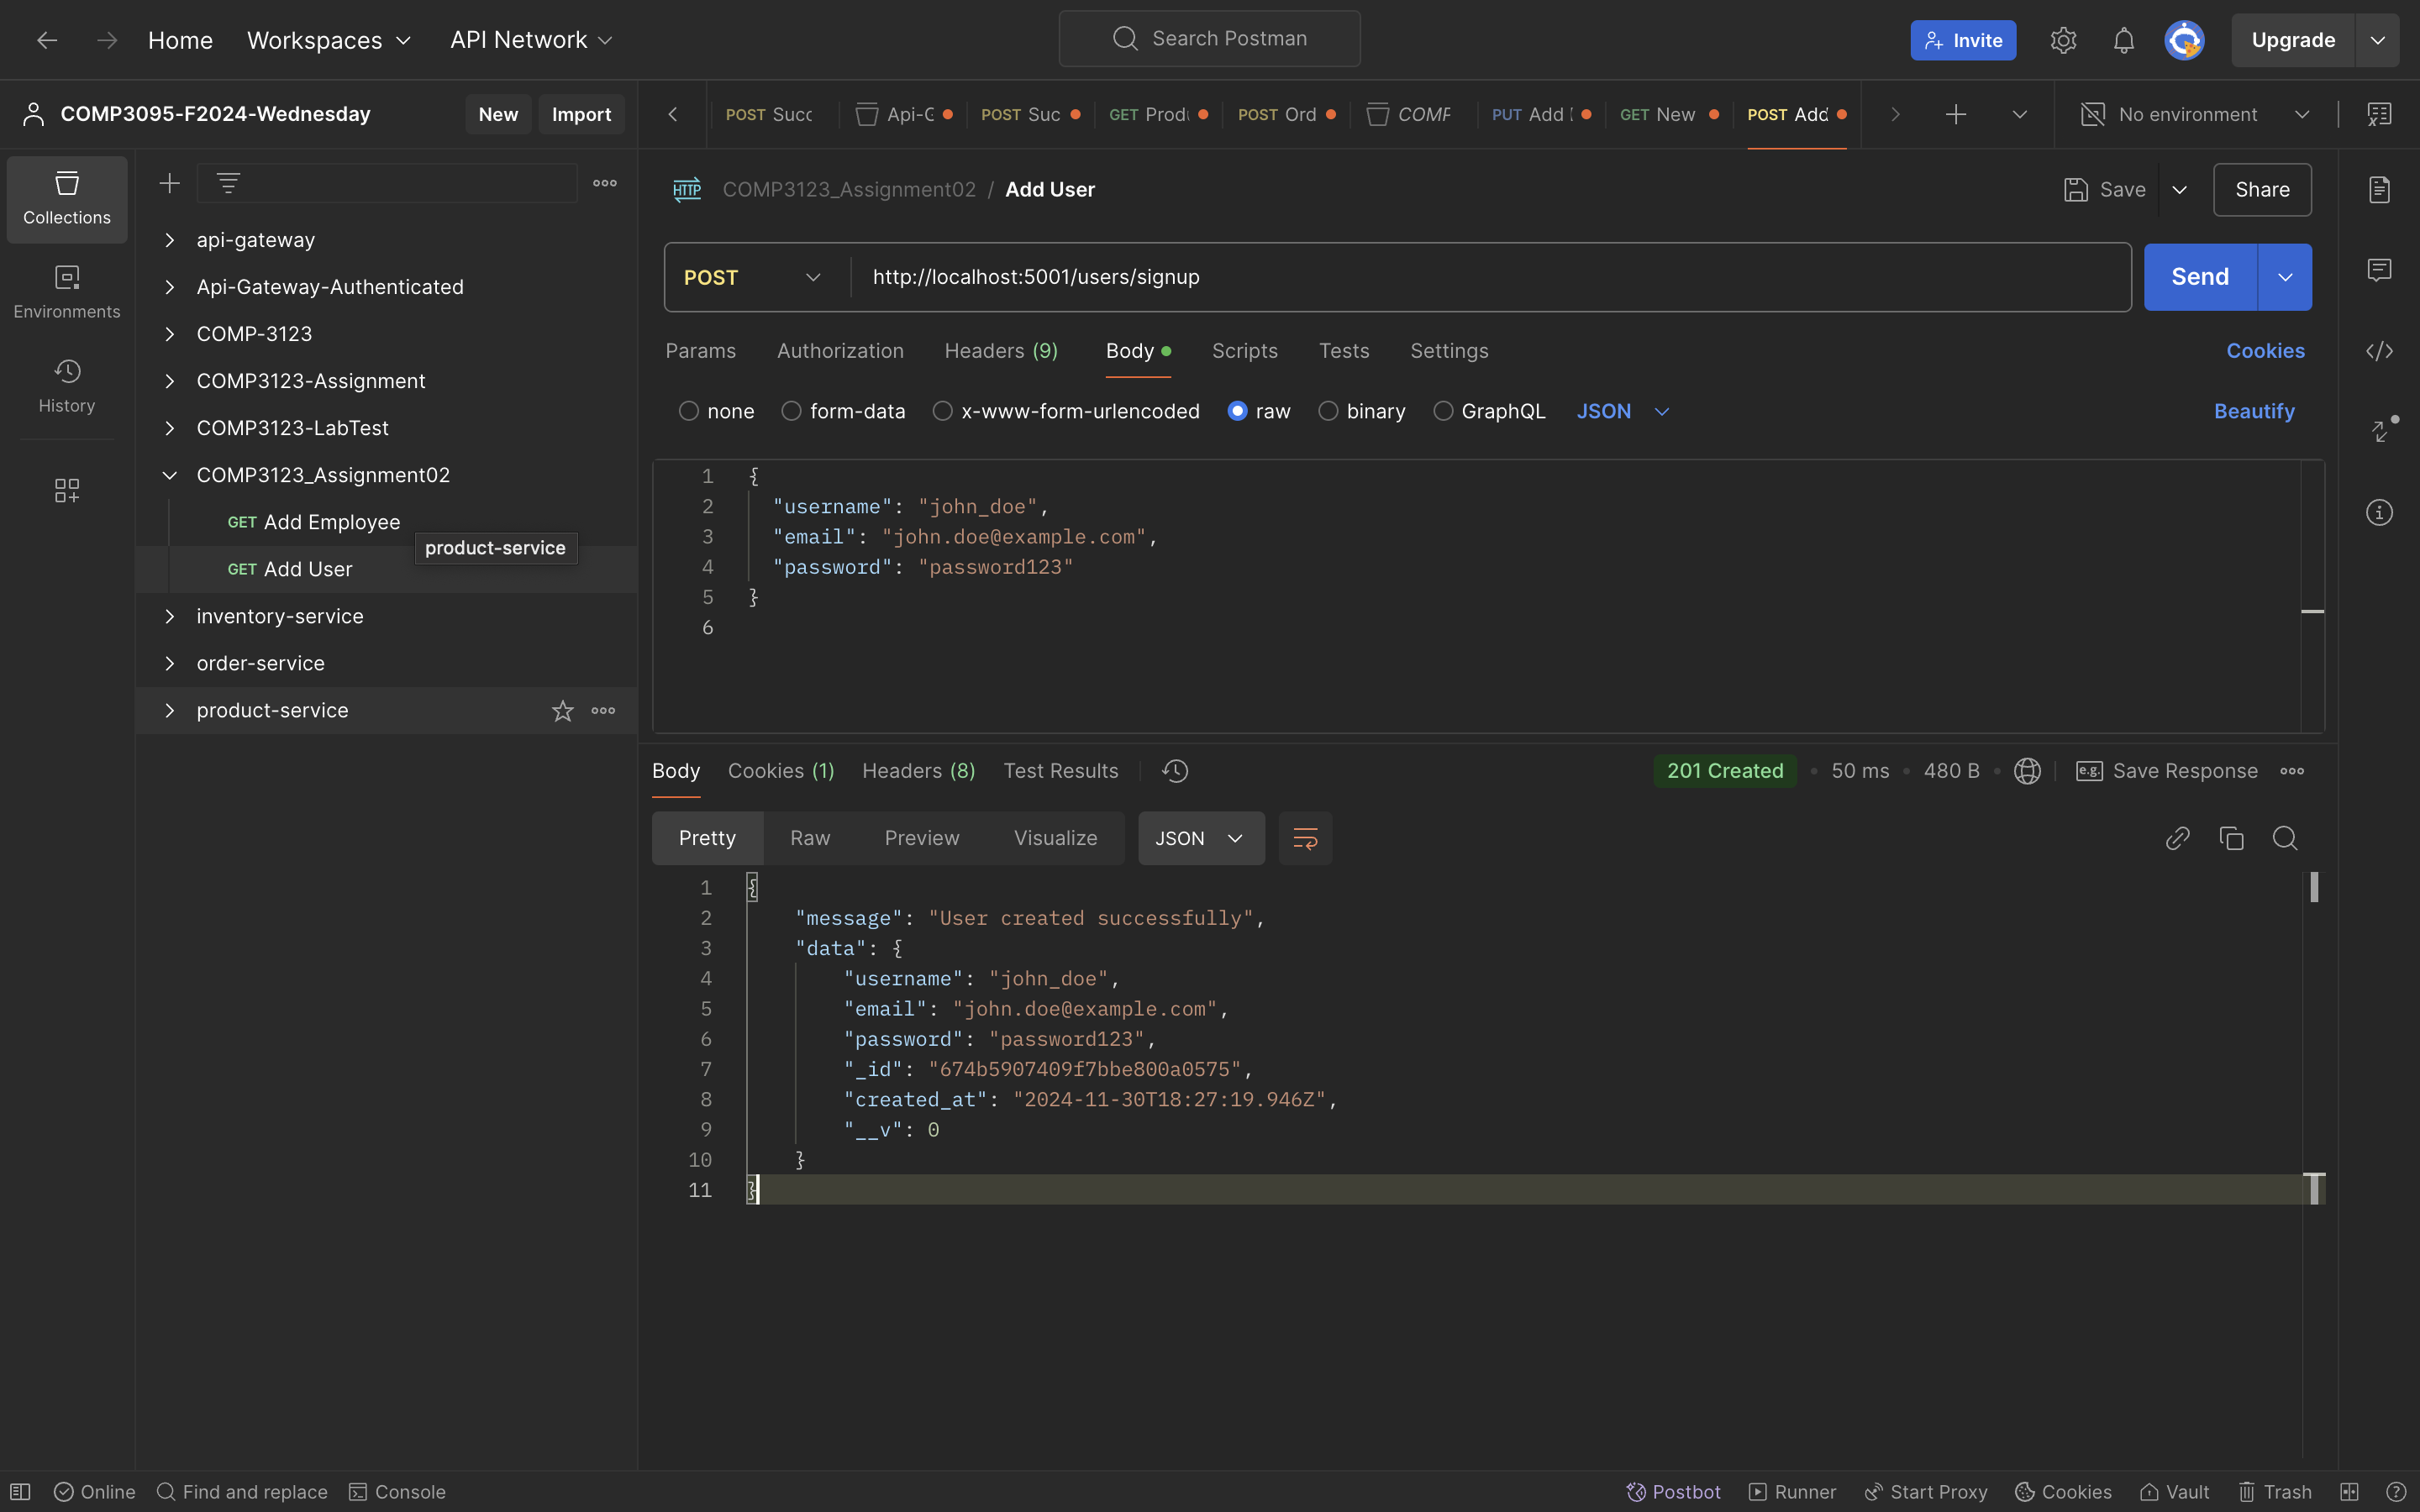 Home Workspaces API Network Search Postman Invite Upgrade
COMP3095-F2024-Wednesday New Import
POST Succ Api-G POST Suc GET Produ POST Ord COMP PUT Add GET New POST Add No environment
Collections
Environments
History
api-gateway
Api-Gateway-Authenticated
COMP-3123
COMP3123-Assignment
COMP3123-LabTest
COMP3123_Assignment02
GET Add Employee
product-service
GET Add User
inventory-service
order-service
product-service
HTTP COMP3123_Assignment02 / Add User Save Share
POST http://localhost:5001/users/signup Send
Params Authorization Headers (9) Body Scripts Tests Settings Cookies
none form-data x-www-form-urlencoded raw binary GraphQL JSON Beautify
1 {
2 "username": "john_doe",
3 "email": "john.doe@example.com",
4 "password": "password123"
5 }
6
Body Cookies (1) Headers (8) Test Results 201 Created 50 ms 480 B e.g. Save Response
Pretty Raw Preview Visualize JSON
1 {
2 "message": "User created successfully",
3 "data": {
4 "username": "john_doe",
5 "email": "john.doe@example.com",
6 "password": "password123",
7 "_id": "674b5907409f7bbe800a0575",
8 "created_at": "2024-11-30T18:27:19.946Z",
9 "__v": 0
10 }
11 }
Online Find and replace Console Postbot Runner Start Proxy Cookies Vault Trash